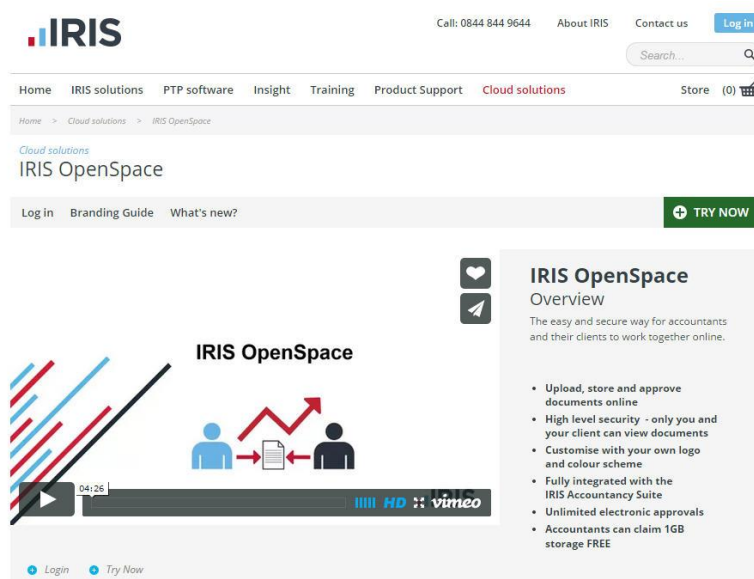 IRIS
Call: 0844 844 9644 About IRIS Contact us Log in
Search...
Home IRIS solutions PTP software Insight Training Product Support Cloud solutions Store (0)
Home > Cloud solutions > IRIS OpenSpace
Cloud solutions
IRIS OpenSpace
Log in Branding Guide What's new? TRY NOW
IRIS OpenSpace
04:26
HD vimeo
IRIS
Login Try Now
IRIS OpenSpace
Overview
The easy and secure way for accountants
and their clients to work together online.
• Upload, store and approve
documents online
• High level security - only you and
your client can view documents
• Customise with your own logo
and colour scheme
• Fully integrated with the
IRIS Accountancy Suite
• Unlimited electronic approvals
• Accountants can claim 1GB
storage FREE